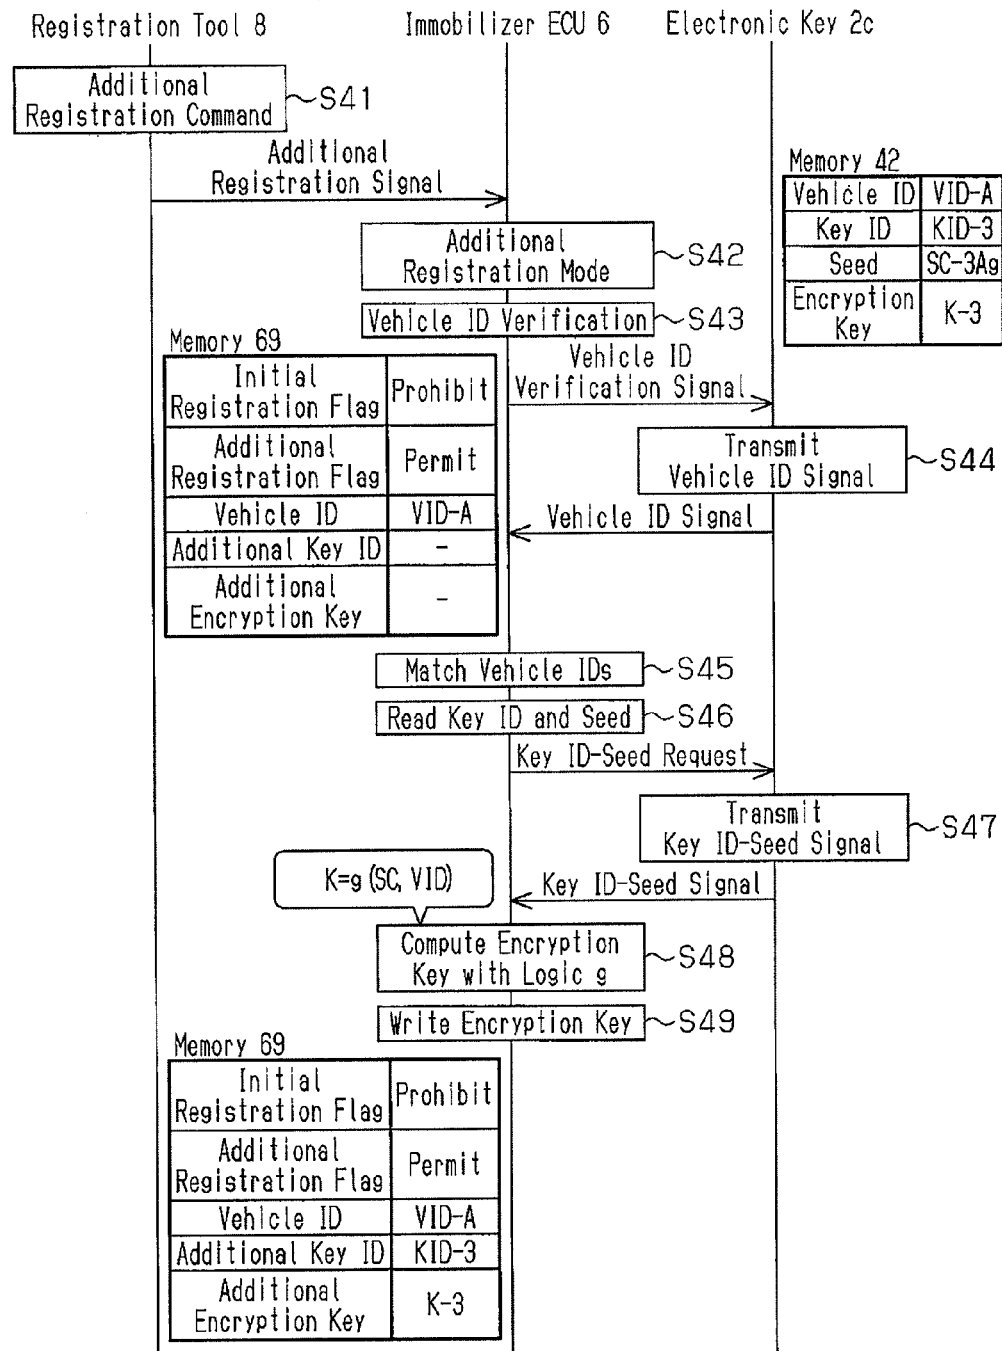 Registration Tool 8
Immobilizer ECU 6
Electronic Key 2c
Additional
Registration Command
S41
Additional
Registration Signal
Memory 42
Vehicle ID VID-A
Key ID KID-3
Seed SC-3Ag
Encryption
Key
K-3
Additional
Registration Mode
S42
Vehicle ID Verification
S43
Memory 69
Initial
Registration Flag
Prohibit
Additional
Registration Flag
Permit
Vehicle ID VID-A
Additional Key ID -
Additional
Encryption Key
-
Vehicle ID
Verification Signal
Transmit
Vehicle ID Signal
S44
Vehicle ID Signal
Match Vehicle IDs
S45
Read Key ID and Seed
S46
Key ID-Seed Request
Transmit
Key ID-Seed Signal
S47
K=g (SC, VID)
Key ID-Seed Signal
Compute Encryption
Key with Logic g
S48
Write Encryption Key
S49
Memory 69
Initial
Registration Flag
Prohibit
Additional
Registration Flag
Permit
Vehicle ID VID-A
Additional Key ID KID-3
Additional
Encryption Key
K-3